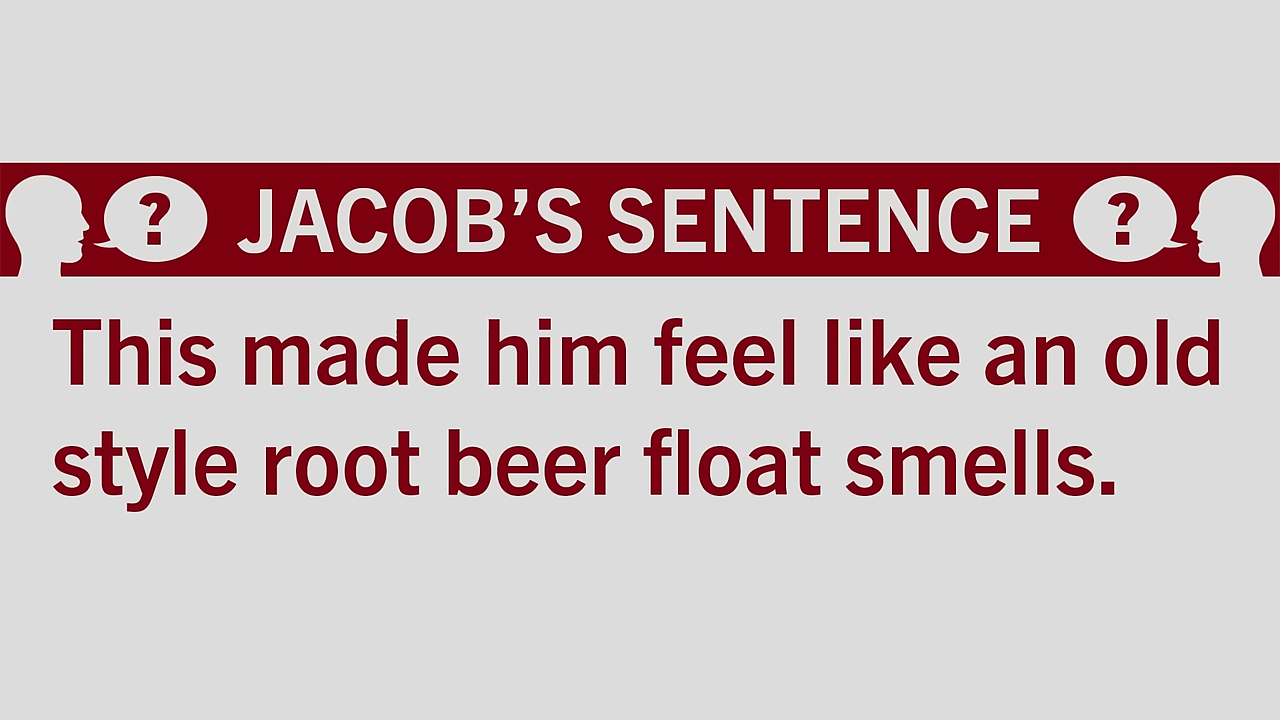 ? JACOB’S SENTENCE ?
This made him feel like an old
style root beer float smells.